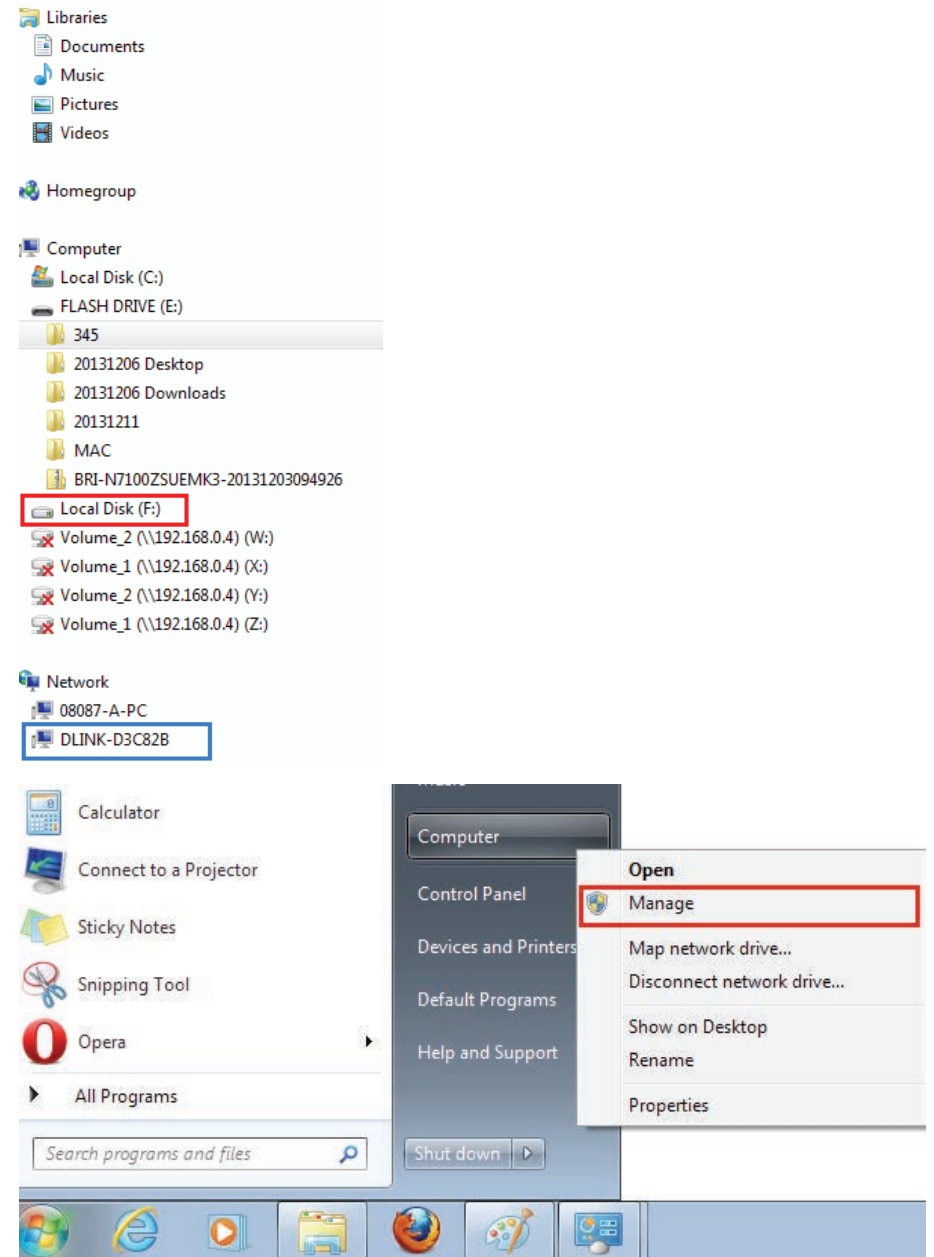 Libraries
Documents
Music
Pictures
Videos
Homegroup
Computer
Local Disk (C:)
FLASH DRIVE (E:)
345
20131206 Desktop
20131206 Downloads
20131211
MAC
BRI-N7100ZSUEMK3-20131203094926
Local Disk (F:)
Volume_2 (\\192.168.0.4) (W:)
Volume_1 (\\192.168.0.4) (X:)
Volume_2 (\\192.168.0.4) (Y:)
Volume_1 (\\192.168.0.4) (Z:)
Network
08087-A-PC
DLINK-D3C82B
Calculator
Connect to a Projector
Sticky Notes
Snipping Tool
Opera
All Programs
Search programs and files
Computer
Control Panel
Devices and Printers
Default Programs
Help and Support
Shut down
Open
Manage
Map network drive...
Disconnect network drive...
Show on Desktop
Rename
Properties